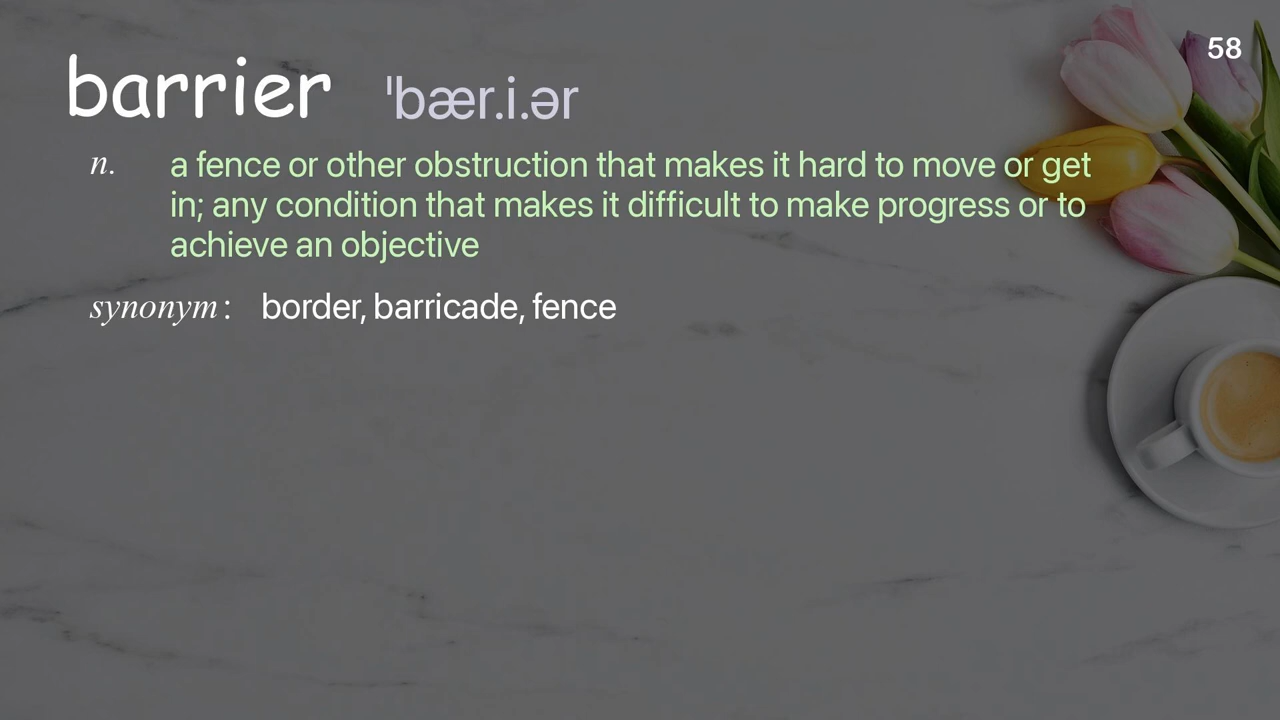 58
barrier ˈbær.i.ər
n. a fence or other obstruction that makes it hard to move or get
in; any condition that makes it difficult to make progress or to
achieve an objective
synonym: border, barricade, fence